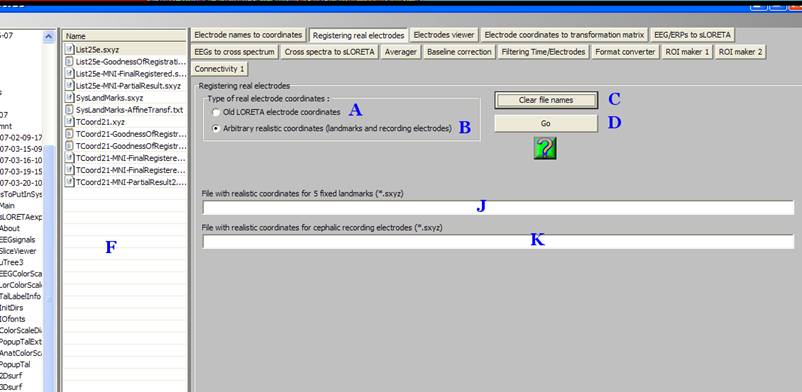 Electrode names to coordinates Registering real electrodes Electrodes viewer Electrode coordinates to transformation matrix EEG/ERPs to sLORETA
EEGs to cross spectrum Cross spectra to sLORETA Averager Baseline correction Filtering Time/Electrodes Format converter ROI maker 1 ROI maker 2
Connectivity 1
Registering real electrodes
Type of real electrode coordinates :
Old LORETA electrode coordinates A
Arbitrary realistic coordinates (landmarks and recording electrodes) B
Clear file names C
Go D
?
File with realistic coordinates for 5 fixed landmarks (*.sxyz)
J
File with realistic coordinates for cephalic recording electrodes (*.sxyz)
K
Name
List25e.sxyz
List25e-GoodnessOfRegistrati...
List25e-MNI-FinalRegistered.s...
List25e-MNI-PartialResult.sxyz
SysLandMarks.sxyz
SysLandMarks-AffineTransf.txt
TCoord21.xyz
TCoord21-GoodnessOfRegistr...
TCoord21-GoodnessOfRegistr...
TCoord21-MNI-FinalRegistere...
TCoord21-MNI-FinalRegistere...
TCoord21-MNI-PartialResult2...
F
07
mnt
07-02-09-17
07-03-15-09
07-03-16-10
07-03-19-15
07-03-20-10
sToPutInSys
Main
sLORETAexp
About
EEGsignals
SliceViewer
uTree3
EEGColorSca
LorColorScal
TalLabelInfo
InitDirs
IOfonts
ColorScaleDi
PopupTalExt
AnatColorSc
PopupTal
2Dsurf
3Dsurf